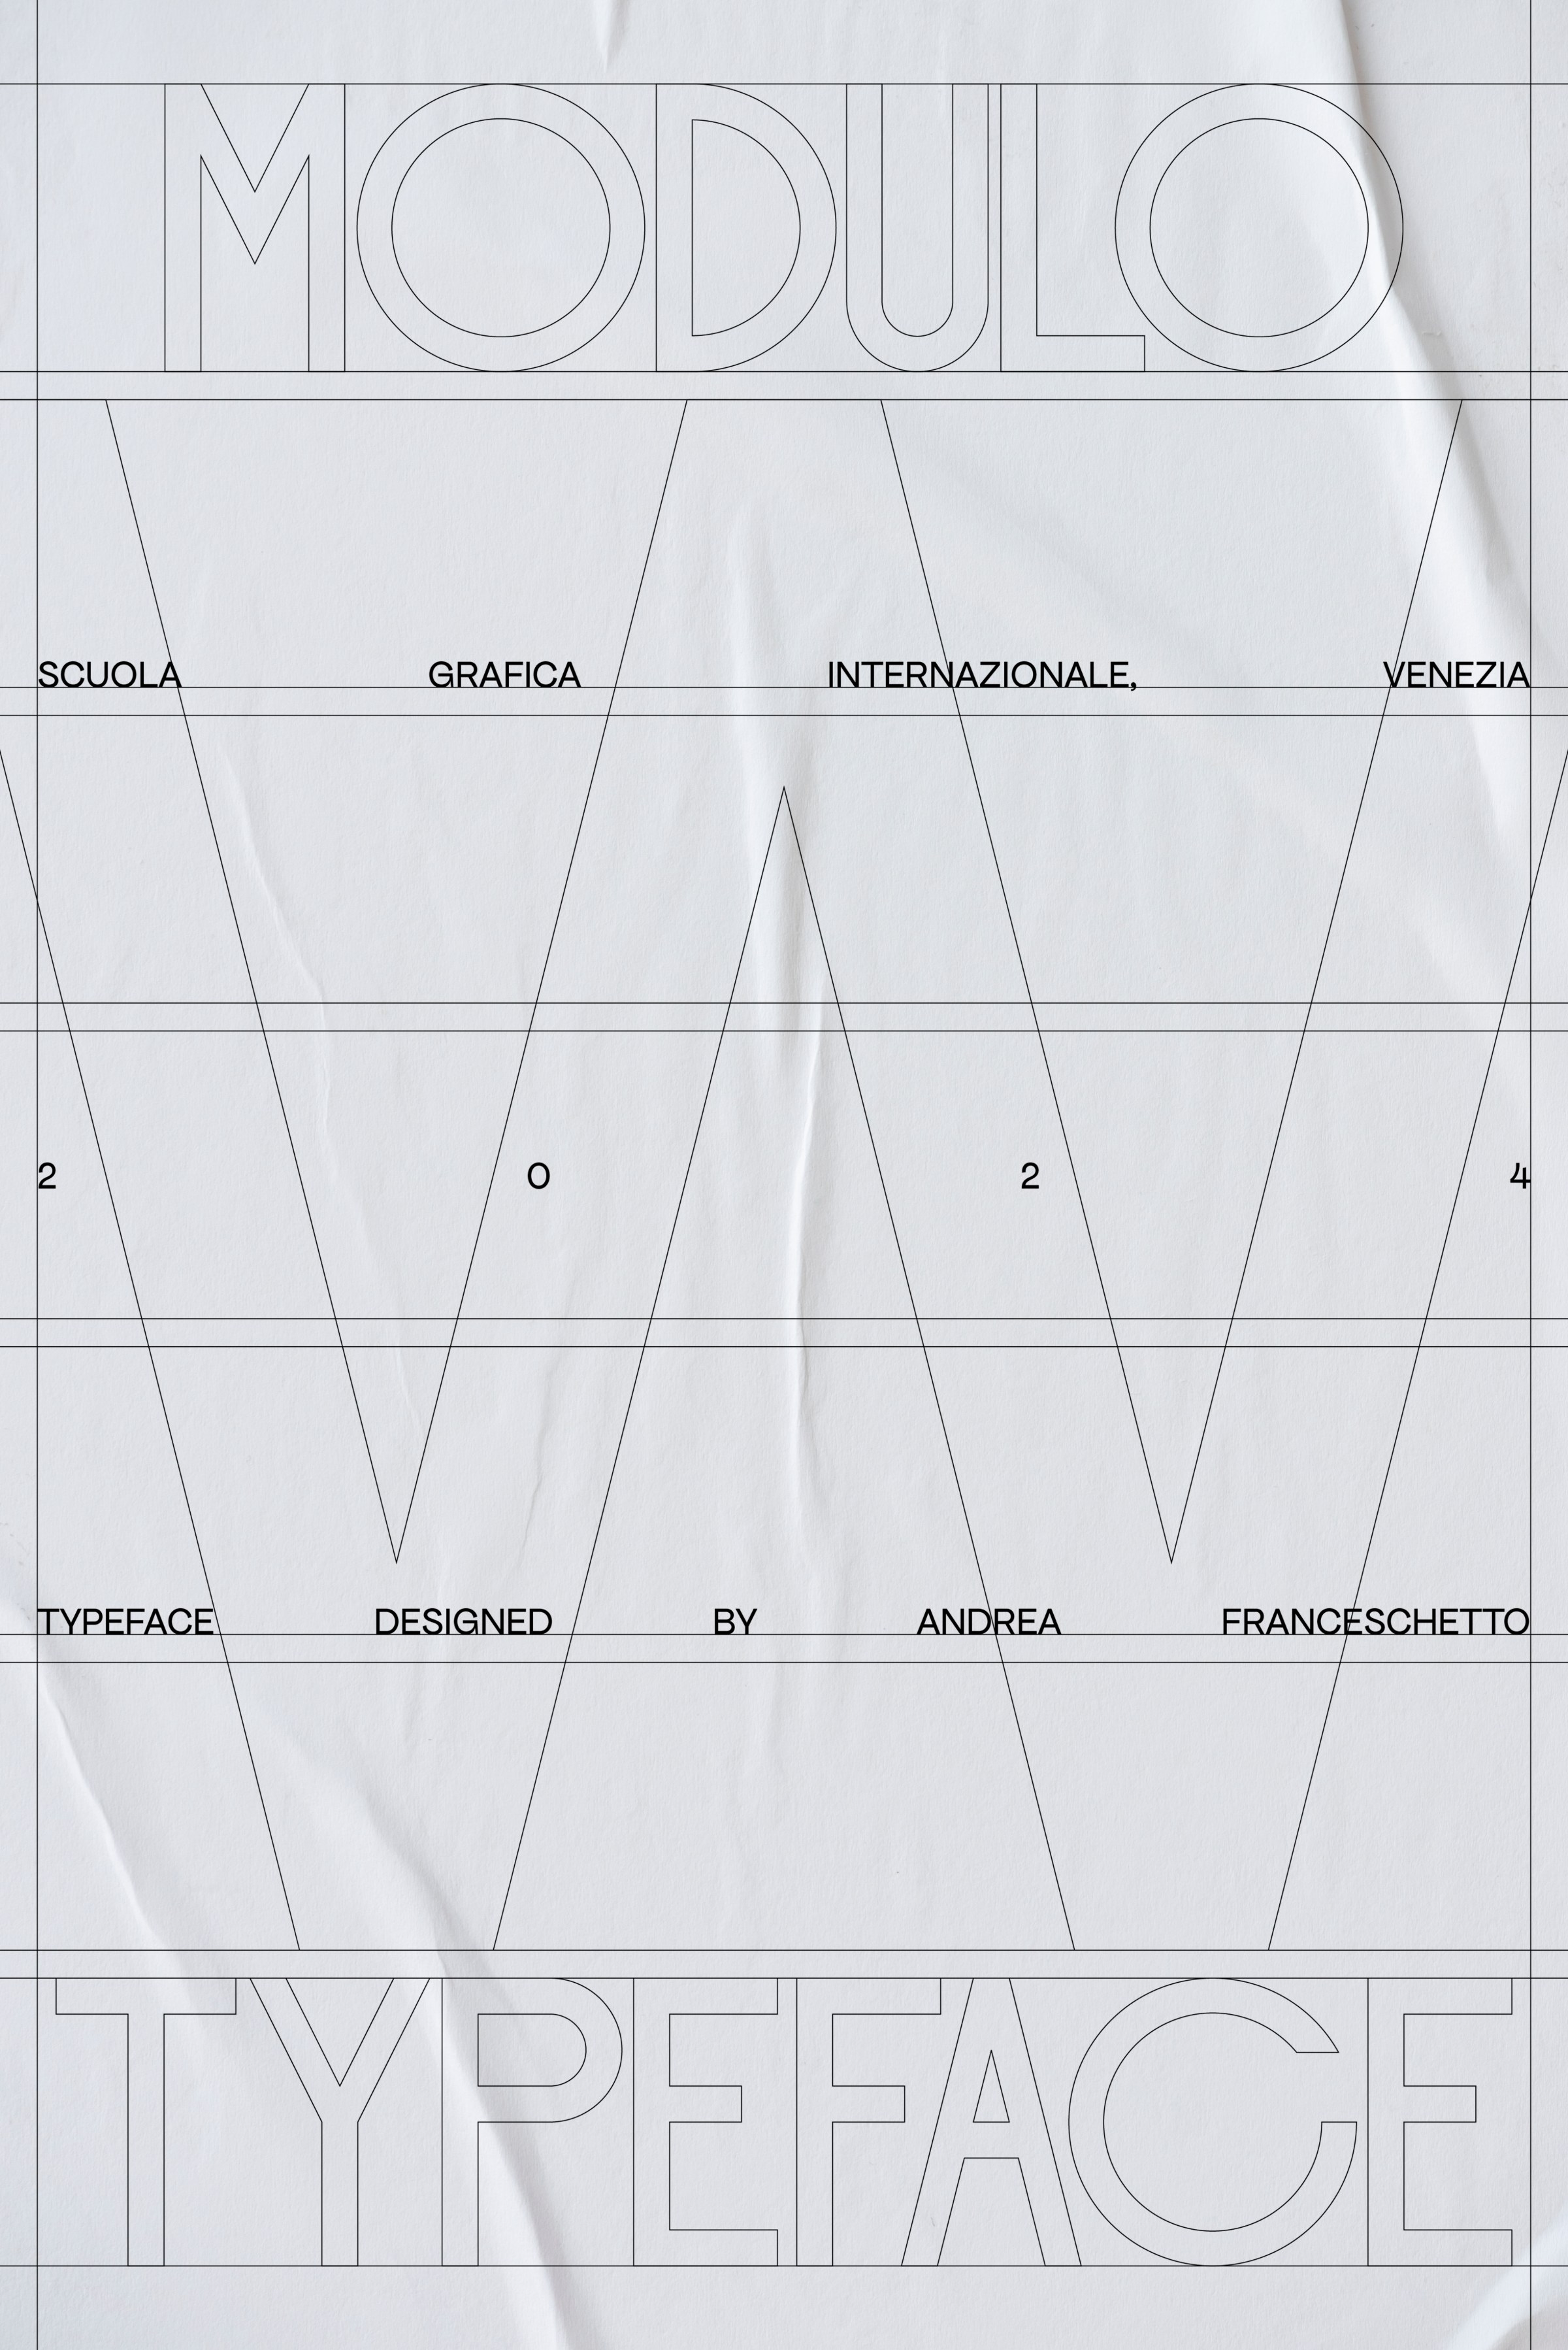 MODULO
W
SCUOLA GRAFICA INTERNAZIONALE, VENEZIA
2 0 2 4
TYPEFACE DESIGNED BY ANDREA FRANCESCHETTO
TYPEFACE